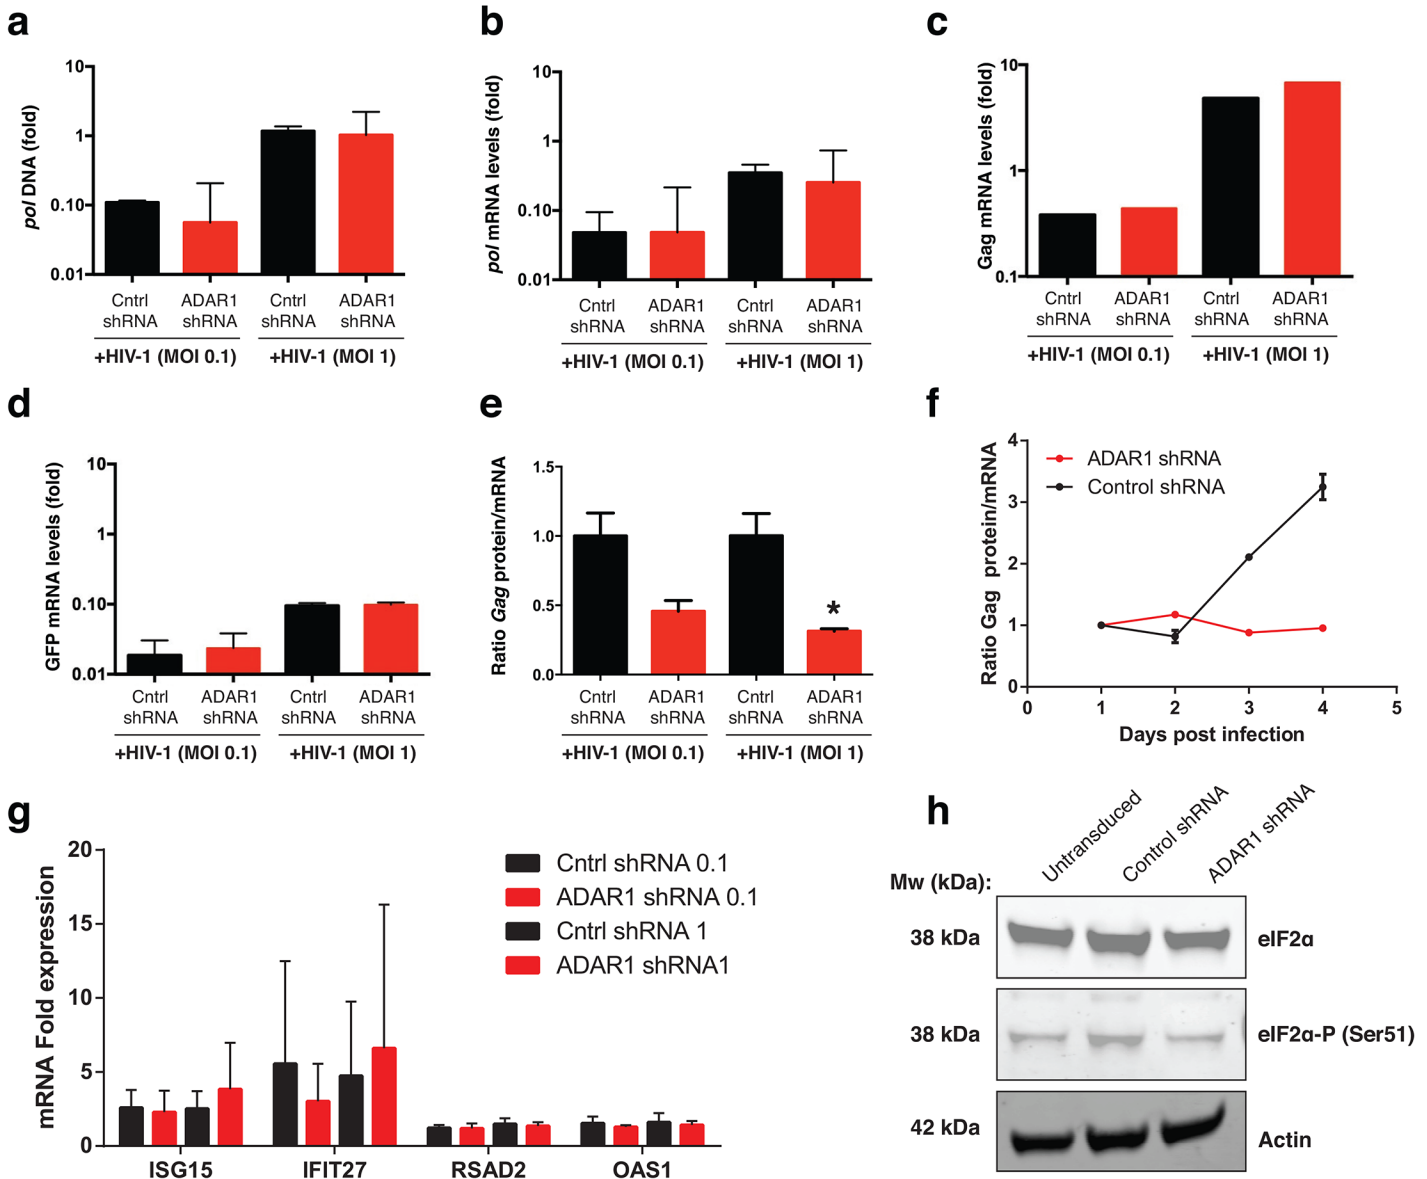 a
pol DNA (fold)
10
1
0.10
0.01
Cntrl ADAR1 Cntrl ADAR1
shRNA shRNA shRNA shRNA
+HIV-1 (MOI 0.1) +HIV-1 (MOI 1)
b
pol mRNA levels (fold)
10
1
0.10
0.01
Cntrl ADAR1 Cntrl ADAR1
shRNA shRNA shRNA shRNA
+HIV-1 (MOI 0.1) +HIV-1 (MOI 1)
c
Gag mRNA levels (fold)
10
1
0.1
Cntrl ADAR1 Cntrl ADAR1
shRNA shRNA shRNA shRNA
+HIV-1 (MOI 0.1) +HIV-1 (MOI 1)
d
GFP mRNA levels (fold)
10
1
0.10
0.01
Cntrl ADAR1 Cntrl ADAR1
shRNA shRNA shRNA shRNA
+HIV-1 (MOI 0.1) +HIV-1 (MOI 1)
e
Ratio Gag protein/mRNA
1.5
1.0
0.5
0.0
*
Cntrl ADAR1 Cntrl ADAR1
shRNA shRNA shRNA shRNA
+HIV-1 (MOI 0.1) +HIV-1 (MOI 1)
f
Ratio Gag protein/mRNA
4
3
2
1
0
ADAR1 shRNA
Control shRNA
0 1 2 3 4 5
Days post infection
g
mRNA Fold expression
20
15
10
5
0
Cntrl shRNA 0.1
ADAR1 shRNA 0.1
Cntrl shRNA 1
ADAR1 shRNA1
ISG15 IFIT27 RSAD2 OAS1
h
Untransduced
Control shRNA
ADAR1 shRNA
Mw (kDa):
38 kDa eIF2α
38 kDa eIF2α-P (Ser51)
42 kDa Actin